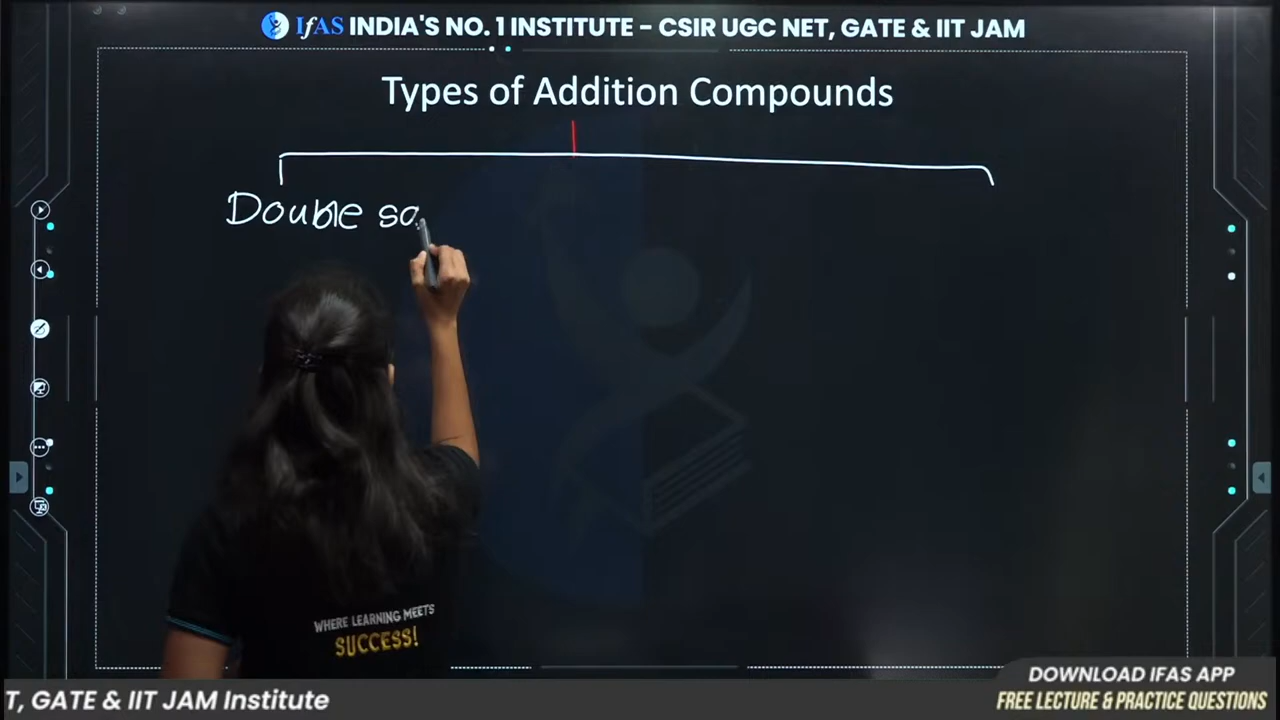 IFAS INDIA'S NO. 1 INSTITUTE - CSIR UGC NET, GATE & IIT JAM
Types of Addition Compounds
Double sa
WHERE LEARNING MEETS
SUCCESS!
DOWNLOAD IFAS APP
T, GATE & IIT JAM Institute
FREE LECTURE & PRACTICE QUESTIONS